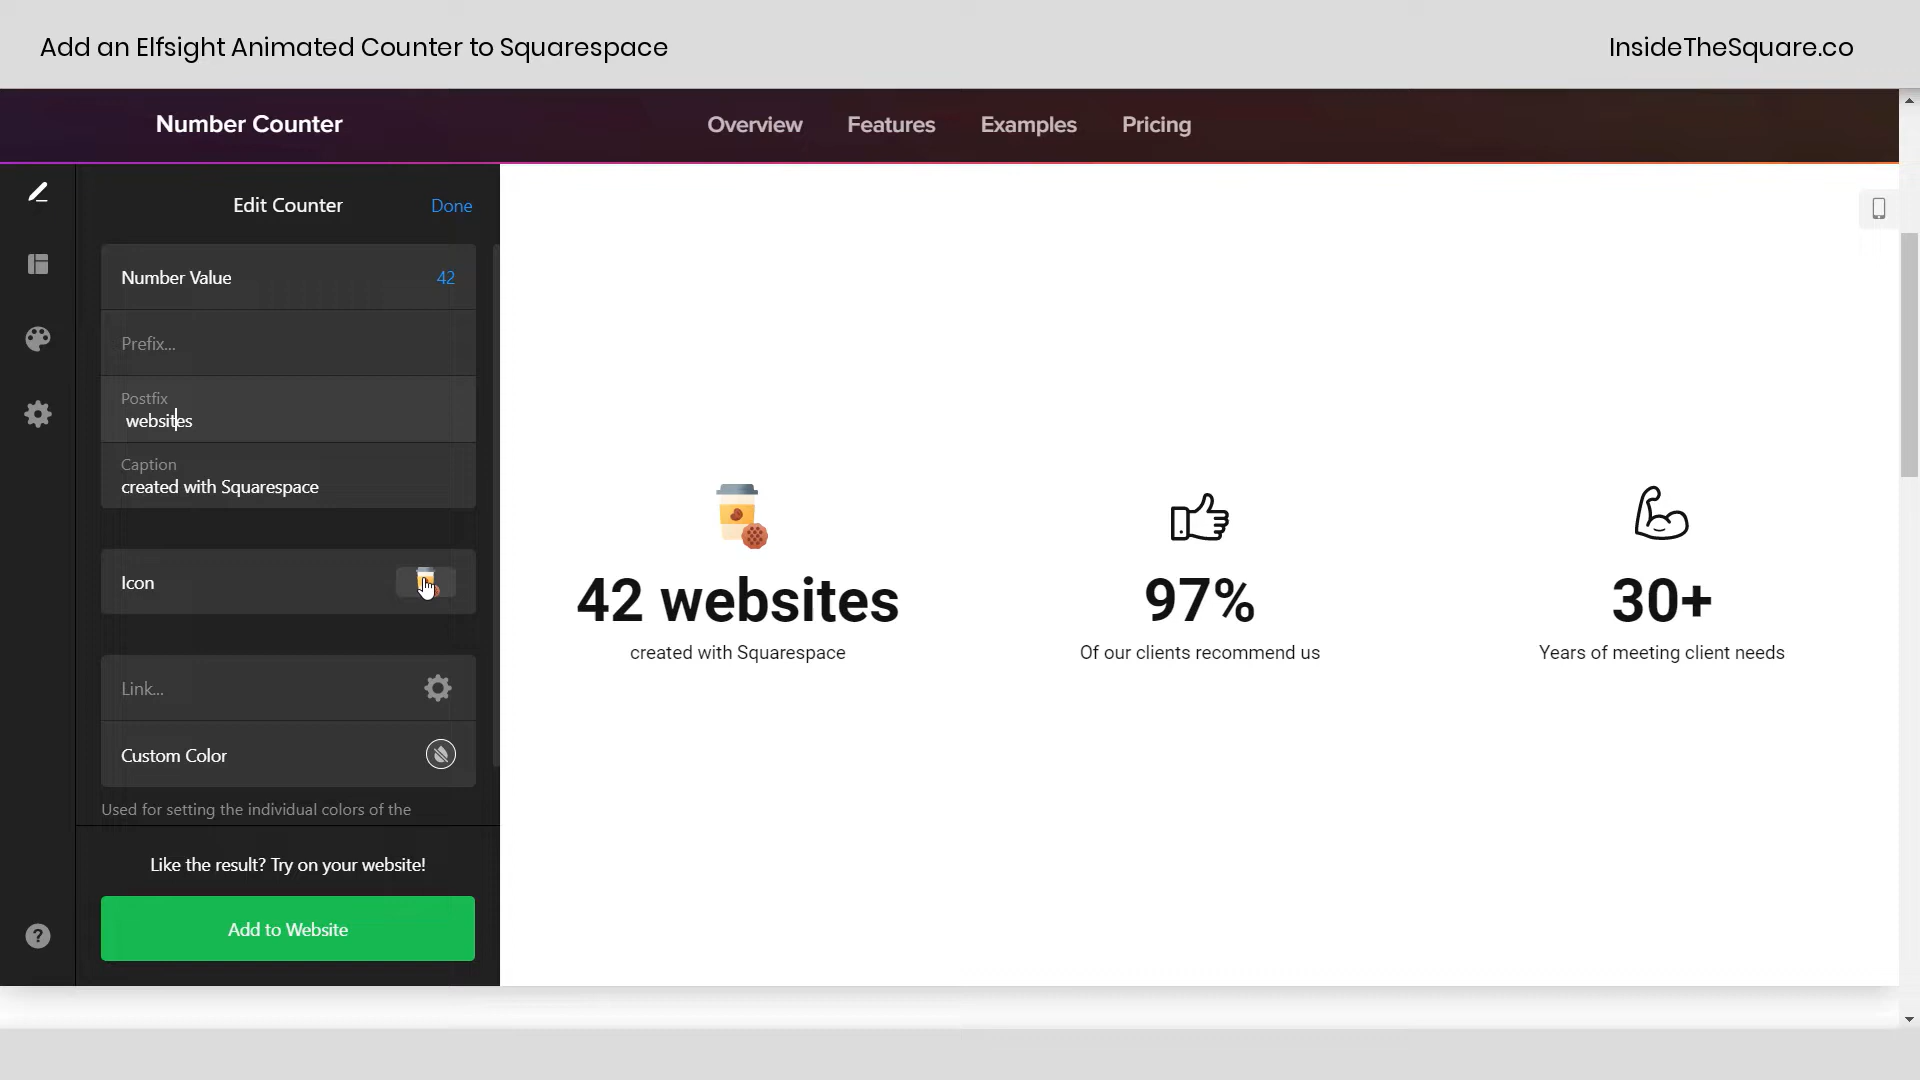 Add an Elfsight Animated Counter to Squarespace
InsideTheSquare.co
Number Counter
Overview
Features
Examples
Pricing
Edit Counter
Done
Number Value
42
Prefix...
Postfix
websites
Caption
created with Squarespace
Icon
Link...
Custom Color
Used for setting the individual colors of the
Like the result? Try on your website!
Add to Website
?
42 websites
created with Squarespace
97%
Of our clients recommend us
30+
Years of meeting client needs